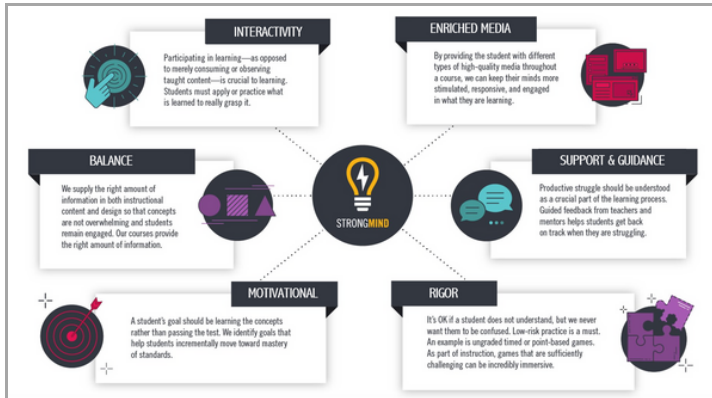 INTERACTIVITY
Participating in learning—as opposed
to merely consuming or observing
taught content—is crucial to learning.
Students must apply or practice what
is learned to really grasp it.
ENRICHED MEDIA
By providing the student with different
types of high-quality media throughout
a course, we can keep their minds more
stimulated, responsive, and engaged
in what they are learning.
BALANCE
We supply the right amount of
information in both instructional
content and design so that concepts
are not overwhelming and students
remain engaged. Our courses provide
the right amount of information.
STRONGMIND
SUPPORT & GUIDANCE
Productive struggle should be understood
as a crucial part of the learning process.
Guided feedback from teachers and
mentors helps students get back
on track when they are struggling.
MOTIVATIONAL
A student's goal should be learning the concepts
rather than passing the test. We identify goals that
help students incrementally move toward mastery
of standards.
RIGOR
It's OK if a student does not understand, but we never
want them to be confused. Low-risk practice is a must.
An example is ungraded timed or point-based games.
As part of instruction, games that are sufficiently
challenging can be incredibly immersive.